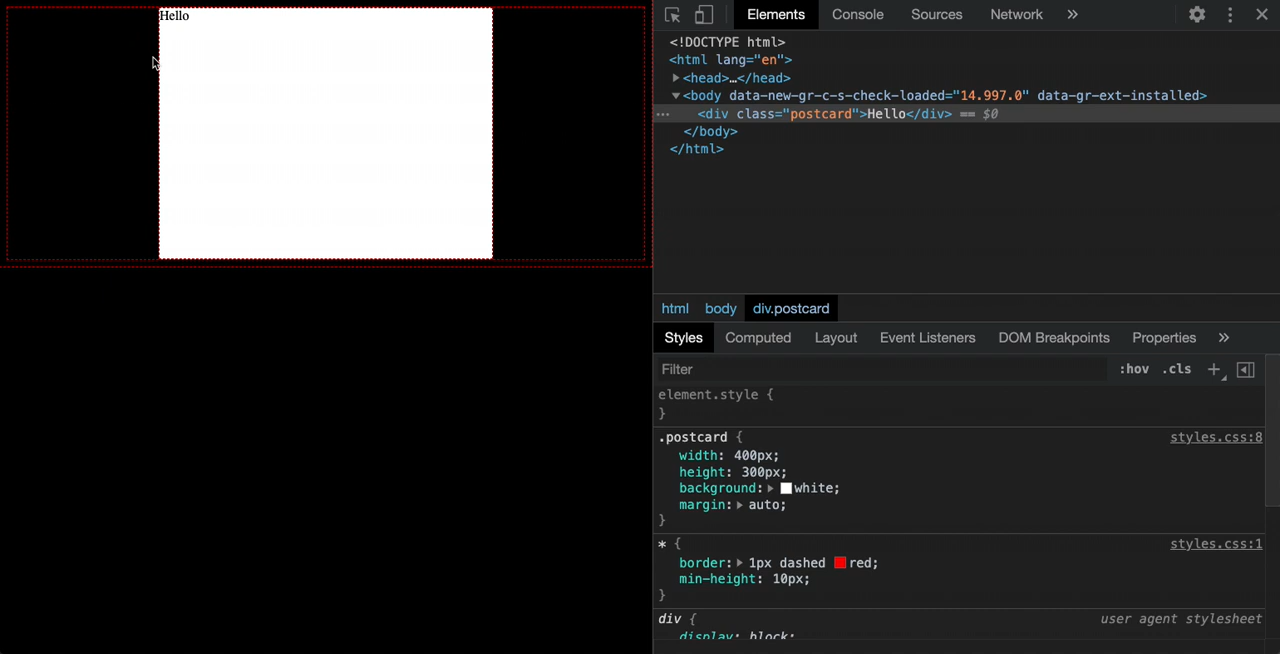 Hello
Elements Console Sources Network »
<!DOCTYPE html>
<html lang="en">
<head>…</head>
<body data-new-gr-c-s-check-loaded="14.997.0" data-gr-ext-installed>
<div class="postcard">Hello</div> == $0
</body>
</html>
html body div.postcard
Styles Computed Layout Event Listeners DOM Breakpoints Properties »
Filter :hov .cls +
element.style {
}
.postcard { styles.css:8
width: 400px;
height: 300px;
background: white;
margin: auto;
}
* { styles.css:1
border: 1px dashed red;
min-height: 10px;
}
div { user agent stylesheet
display: block;